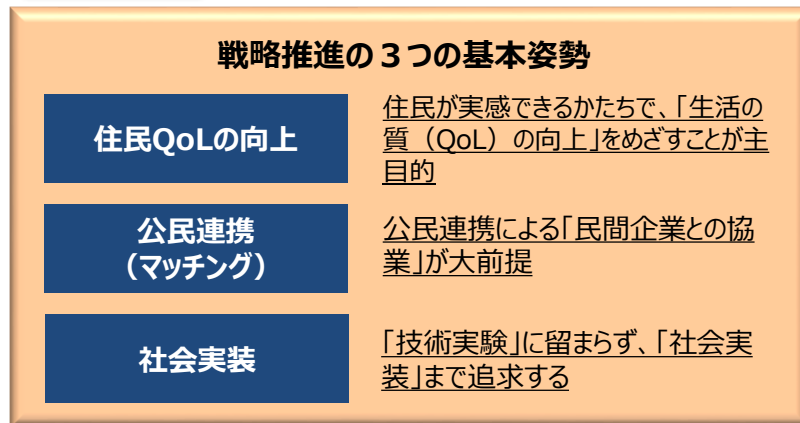 戦略推進の３つの基本姿勢
住民QoLの向上
住民が実感できるかたちで、「生活の
質（QoL）の向上」をめざすことが主
目的
公民連携
（マッチング）
公民連携による「民間企業との協
業」が大前提
社会実装
「技術実験」に留まらず、「社会実
装」まで追求する